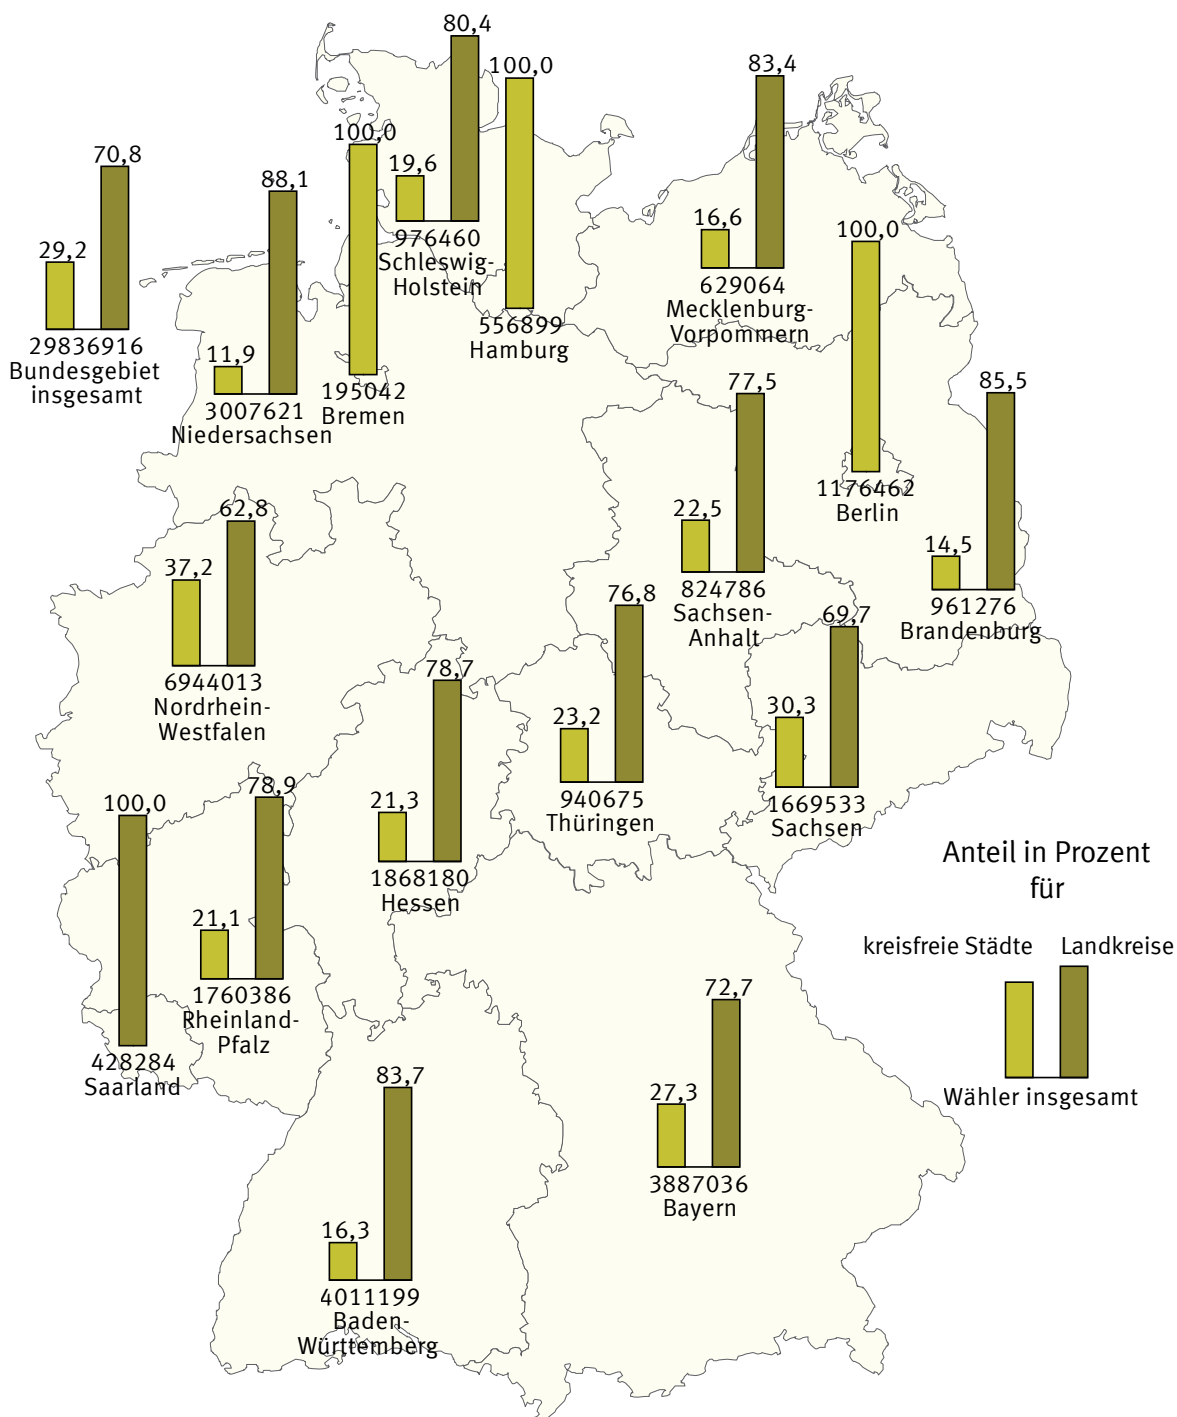 80,4
100,0
83,4
100,0
70,8
19,6
88,1
16,6
100,0
976460
Schleswig-
Holstein
29,2
629064
Mecklenburg-
Vorpommern
556899
Hamburg
29836916
Bundesgebiet
insgesamt
11,9
3007621
Niedersachsen
195042
Bremen
77,5
85,5
1176462
Berlin
62,8
22,5
14,5
37,2
824786
Sachsen-
Anhalt
961276
Brandenburg
76,8
69,7
6944013
Nordrhein-
Westfalen
78,7
23,2
30,3
940675
Thüringen
1669533
Sachsen
100,0
78,9
21,3
1868180
Hessen
Anteil in Prozent
für
kreisfreie Städte
Landkreise
Wähler insgesamt
21,1
1760386
Rheinland-
Pfalz
428284
Saarland
72,7
27,3
3887036
Bayern
83,7
16,3
4011199
Baden-
Württemberg